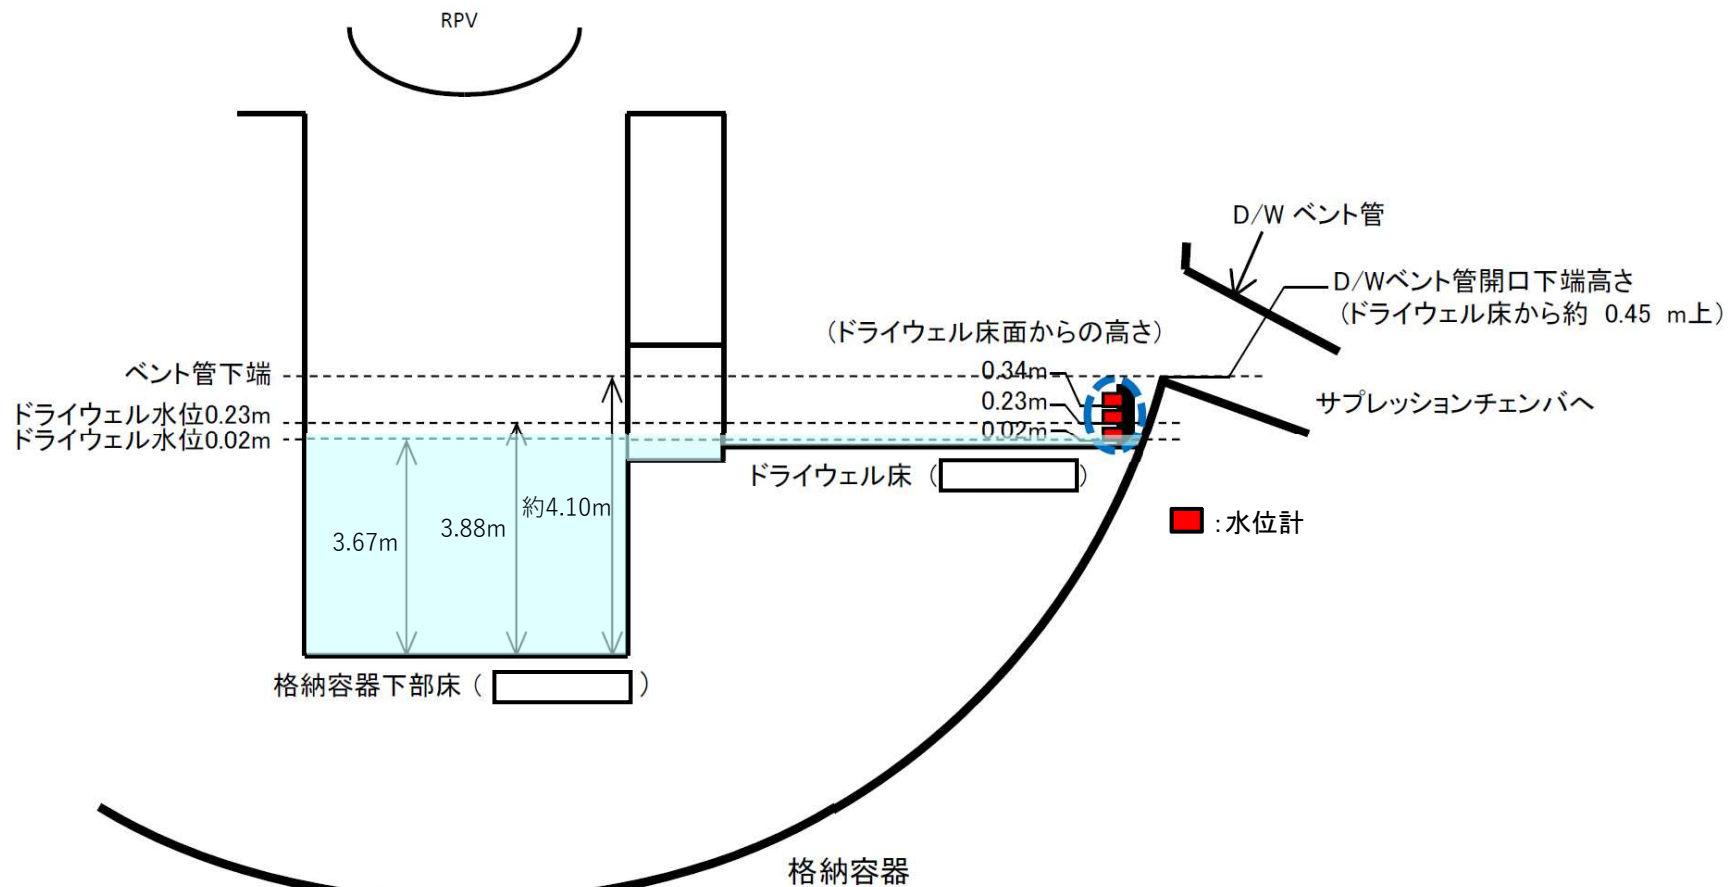 RPV
D/W ベント管
D/Wベント管開口下端高さ
(ドライウェル床から約 0.45 m上)
(ドライウェル床面からの高さ)
ベント管下端
0.34m
ドライウェル水位0.23m
0.23m
サプレッションチェンバへ
ドライウェル水位0.02m
0.02m
ドライウェル床 ( )
約4.10m
3.88m
3.67m
:水位計
格納容器下部床 ( )
格納容器